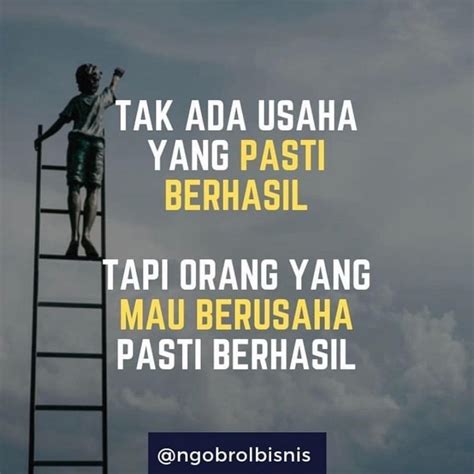 TAK ADA USAHA
YANG PASTI
BERHASIL
TAPI ORANG YANG
MAU BERUSAHA
PASTI BERHASIL
@ngobrolbisnis